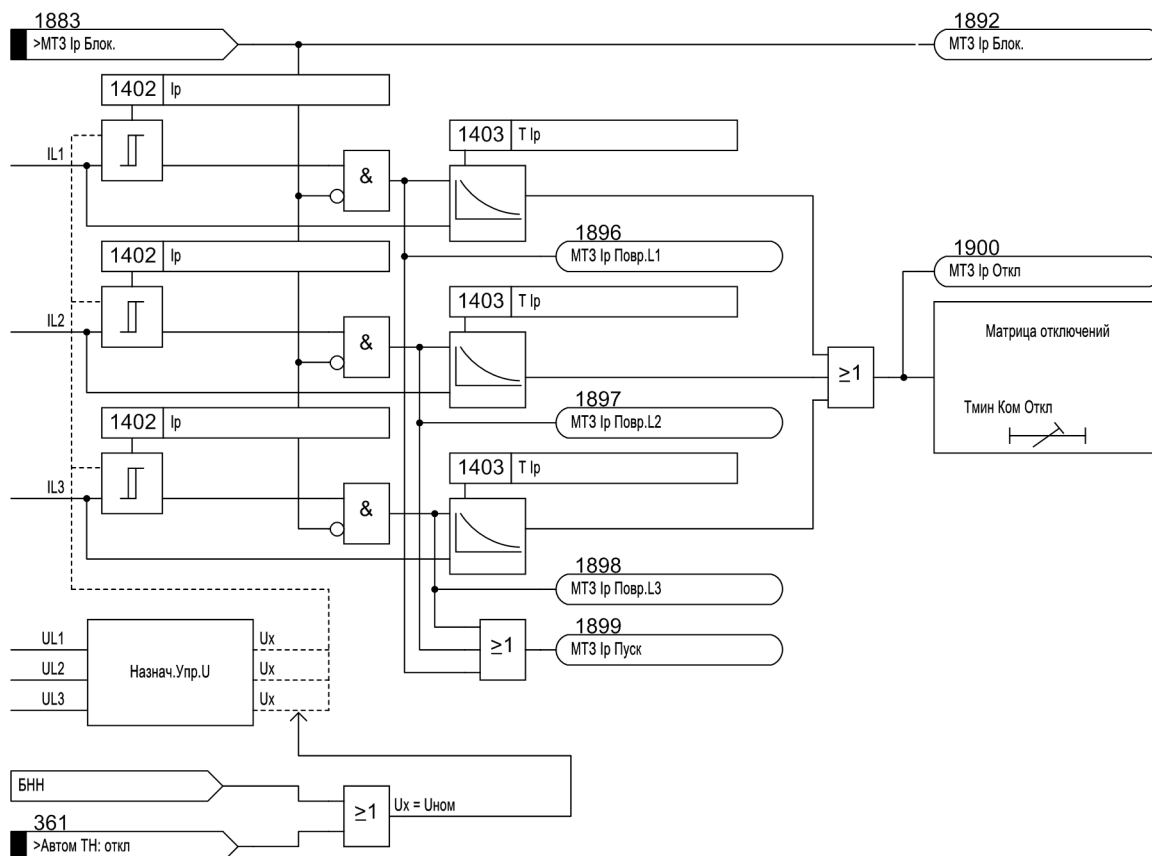 1883
>МТЗ Ip Блок.
1892
МТЗ Ip Блок.
1402 Ip
IL1
&
1403 T Ip
1896
МТЗ Ip Повр.L1
1402 Ip
IL2
&
1403 T Ip
1900
МТЗ Ip Откл
Матрица отключений
Tмин Ком Откл
≥1
1897
МТЗ Ip Повр.L2
1402 Ip
IL3
&
1403 T Ip
1898
МТЗ Ip Повр.L3
≥1
1899
МТЗ Ip Пуск
UL1
UL2
UL3
Назнач.Упр.U
Ux
Ux
Ux
БНН
361
>Автом ТН: откл
≥1
Ux = Uном